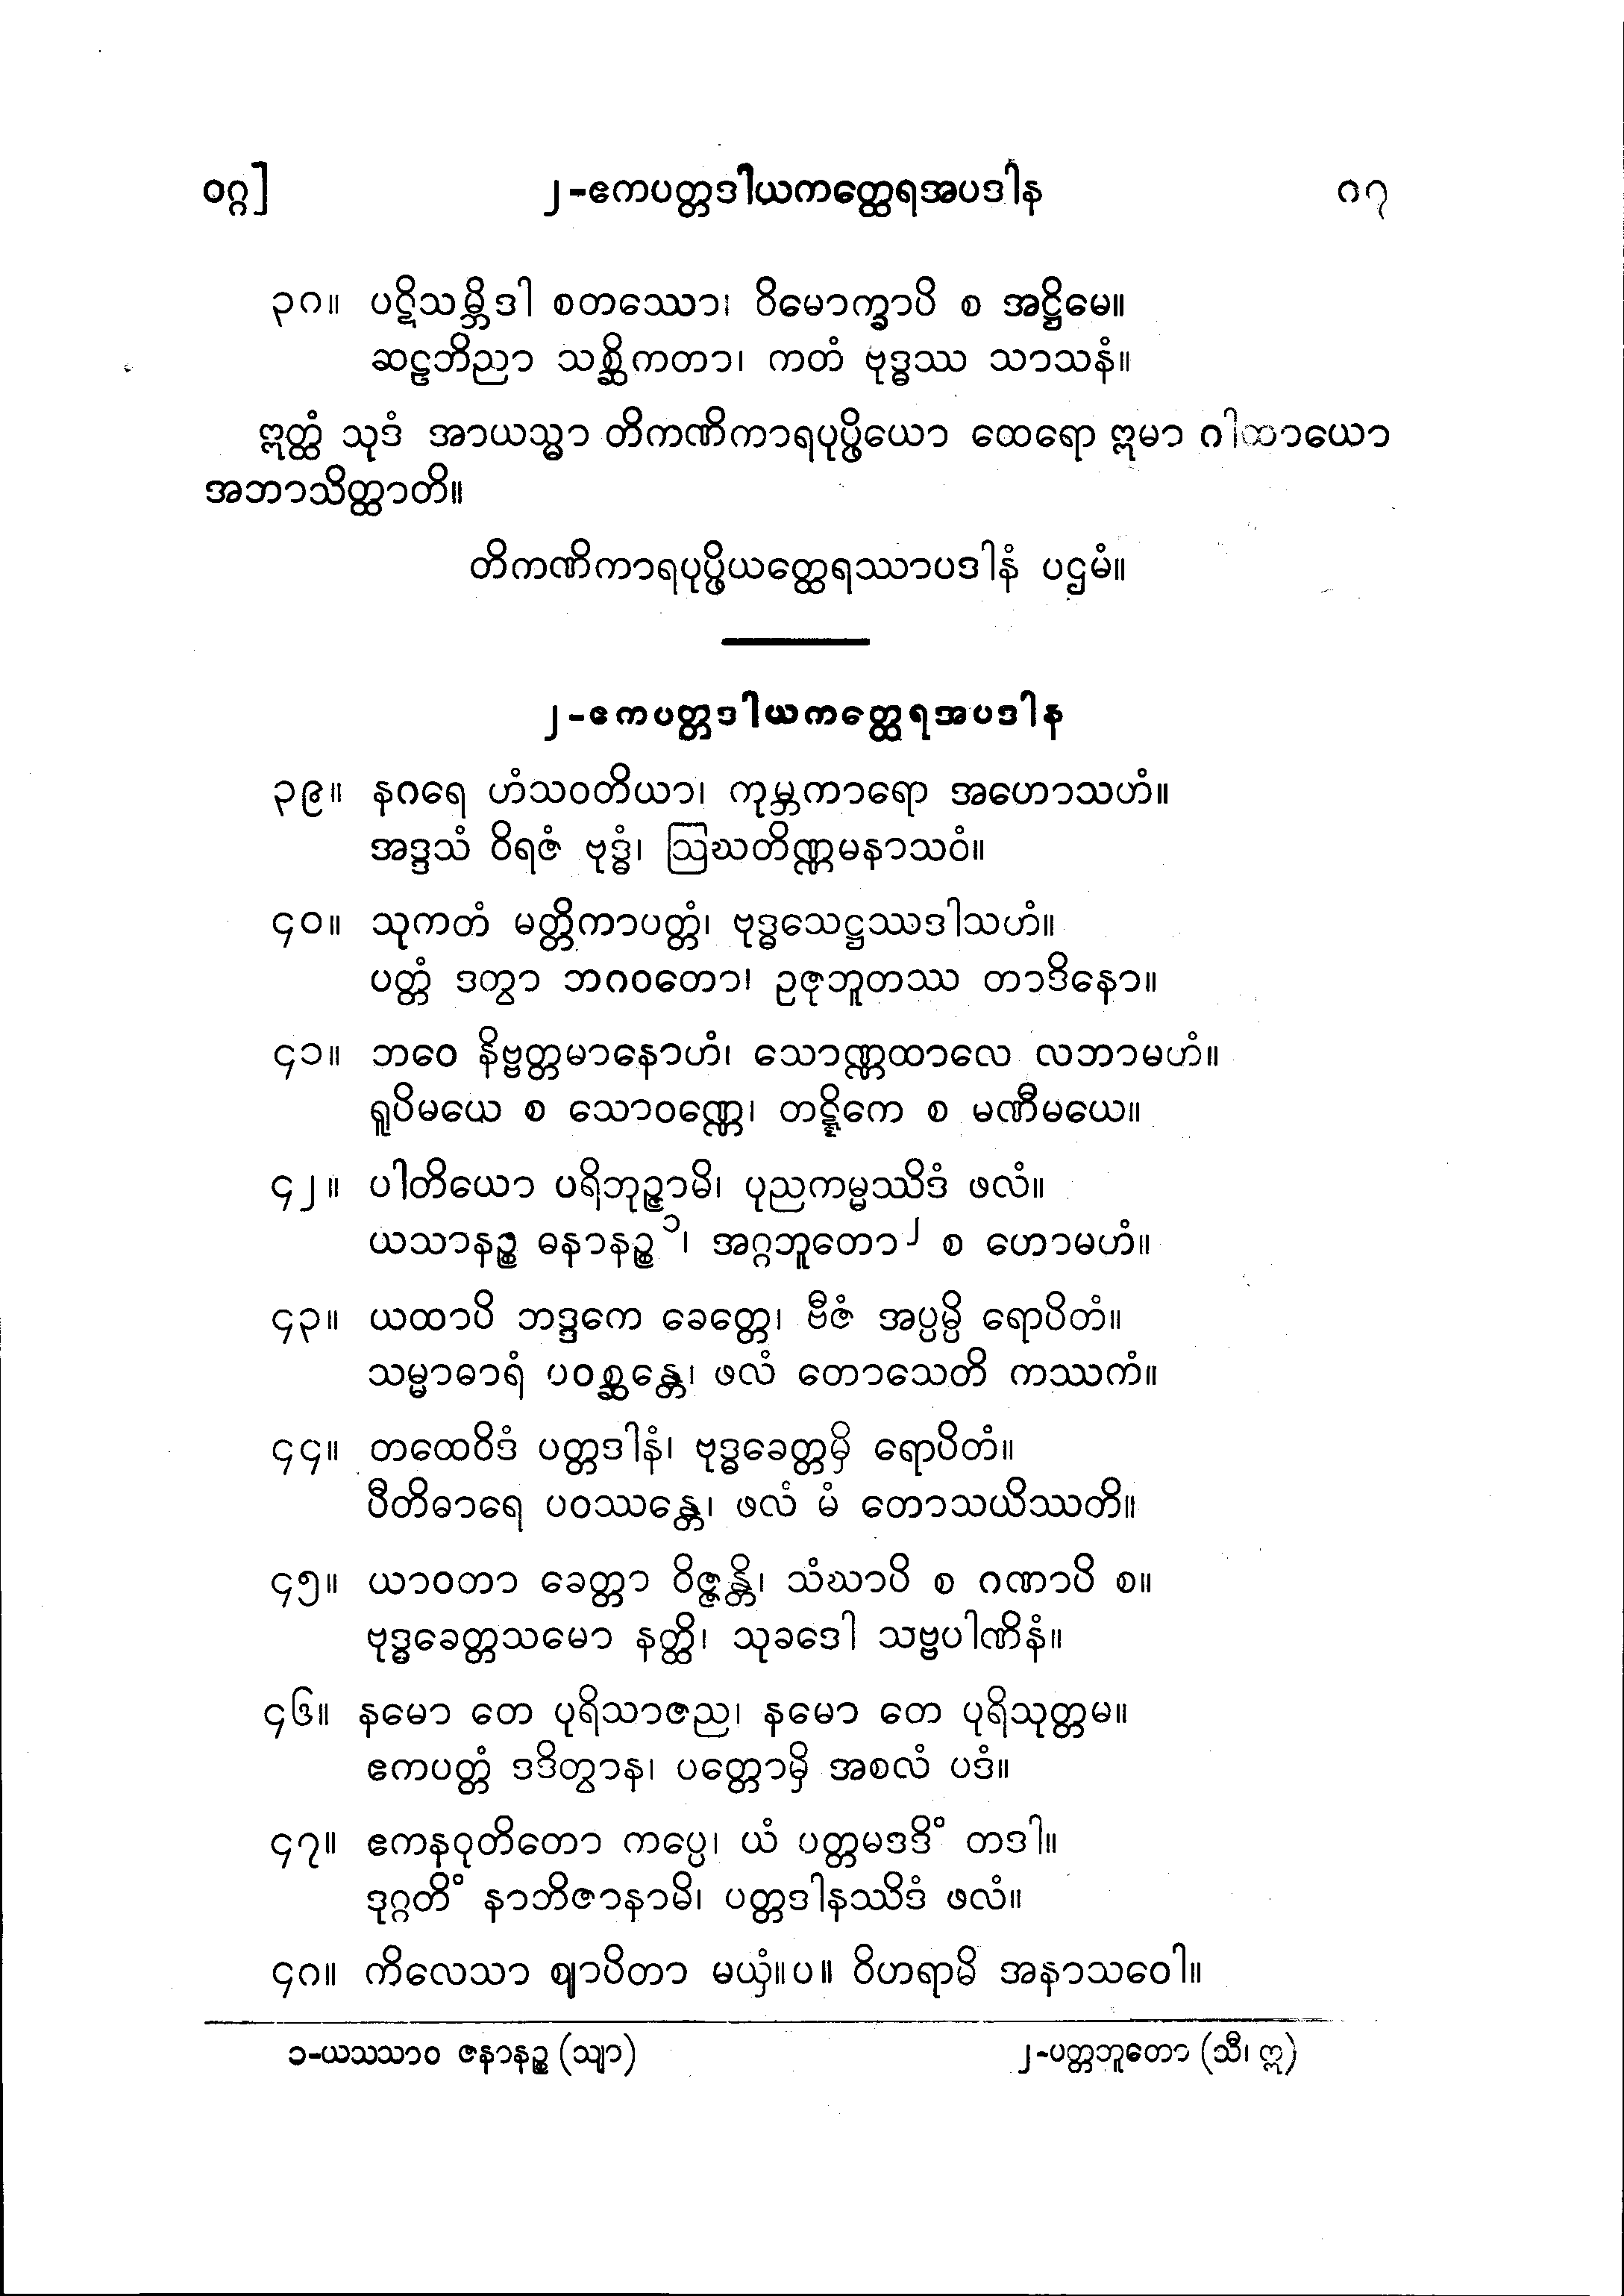 ဝဂ္ဂ]	၂-ဧကပတ္တဒါယကတ္ထေရအပဒါန	၈၇
၃၈။ ပဋိသမ္ဘိဒါ စတဿော၊ ဝိမောက္ခာပိ စ အဋ္ဌိမေ။
ဆဠဘိညာ သစ္ဆိကတာ၊ ကတံ ဗုဒ္ဓဿ သာသနံ။
ဣတ္ထံ သုဒံ အာယသ္မာ တိကဏိကာရပုပ္ဖိယော ထေရော ဣမာ ဂါထာယော
အဘာသိတ္ထာတိ။
တိကဏိကာရပုပ္ဖိယတ္ထေရဿာပဒါနံ ပဌမံ။
၂-ဧကပတ္တဒါယကတ္ထေရအပဒါန
၃၉။ နဂရေ ဟံသဝတိယာ၊ ကုမ္ဘကာရော အဟောသဟံ။
အဒ္ဒသံ ဝိရဇံ ဗုဒ္ဓံ၊ ဩဃတိဏ္ဏမနာသဝံ။
၄၀။ သုကတံ မတ္တိကာပတ္တံ၊ ဗုဒ္ဓသေဋ္ဌဿဒါသဟံ။
ပတ္တံ ဒတွာ ဘဂဝတော၊ ဥဇုဘူတဿ တာဒိနော။
၄၁။ ဘဝေ နိဗ္ဗတ္တမာနောဟံ၊ သောဏ္ဏထာလေ လဘာမဟံ။
ရူပိမယေ စ သောဝဏ္ဏေ၊ တဋ္ဋိကေ စ မဏီမယေ။
၄၂။ ပါတိယော ပရိဘုဉ္ဇာမိ၊ ပုညကမ္မဿိဒံ ဖလံ။
ယသာနဉ္စ ဓနာနဉ္စ ၁၊ အဂ္ဂဘူတော ၂ စ ဟောမဟံ။
၄၃။ ယထာပိ ဘဒ္ဒကေ ခေတ္တေ၊ ဗီဇံ အပ္ပမ္ပိ ရောပိတံ။
သမ္မာဓာရံ ပဝစ္ဆန္တေ၊ ဖလံ တောသေတိ ကဿကံ။
၄၄။ တထေဝိဒံ ပတ္တဒါနံ၊ ဗုဒ္ဓခေတ္တမှိ ရောပိတံ။
ပီတိဓာရေ ပဝဿန္တေ၊ ဖလံ မံ တောသယိဿတိ။
၄၅။ ယာဝတာ ခေတ္တာ ဝိဇ္ဇန္တိ၊ သံဃာပိ စ ဂဏာပိ စ။
ဗုဒ္ဓခေတ္တသမော နတ္ထိ၊ သုခဒေါ သဗ္ဗပါဏိနံ။
၄၆။ နမော တေ ပုရိသာဇည၊ နမော တေ ပုရိသုတ္တမ။
ဧကပတ္တံ ဒဒိတွာန၊ ပတ္တောမှိ အစလံ ပဒံ။
၄၇။ ဧကနဝုတိတော ကပ္ပေ၊ ယံ ပတ္တမဒဒိံ တဒါ။
ဒုဂ္ဂတိံ နာဘိဇာနာမိ၊ ပတ္တဒါနဿိဒံ ဖလံ။
၄၈။ ကိလေသာ ဈာပိတာ မယှံ။ပ။ ဝိဟရာမိ အနာသဝေါ။
၁-ယသသာဝ ဇနာနဉ္စ (သျာ)	၂-ပတ္တဘူတော (သီ၊ ဣ)